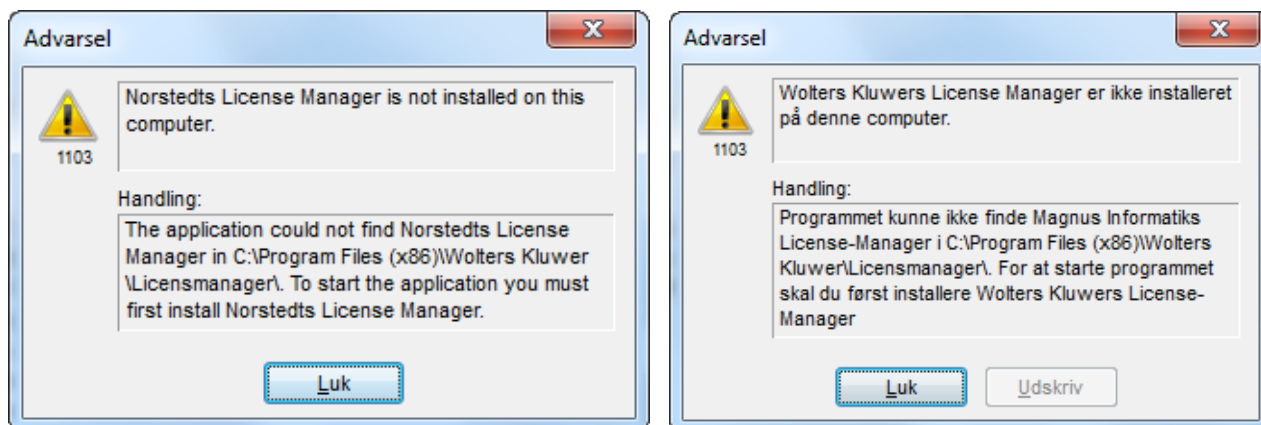 Advarsel
Norstedts License Manager is not installed on this
computer.
1103
Handling:
The application could not find Norstedts License
Manager in C:\Program Files (x86)\Wolters Kluwer
\Licensmanager\. To start the application you must
first install Norstedts License Manager.
Luk
Advarsel
Wolters Kluwers License Manager er ikke installeret
på denne computer.
1103
Handling:
Programmet kunne ikke finde Magnus Informatiks
License-Manager i C:\Program Files (x86)\Wolters
Kluwer\Licensmanager\. For at starte programmet
skal du først installere Wolters Kluwers License-
Manager
Luk
Udskriv